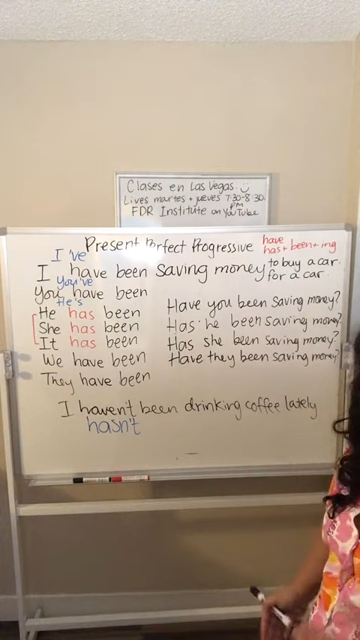 Clases en Las Vegas
Lives martes + jueves 7:30-8:30 PM
FDR Institute on YouTube
Present Perfect Progressive have has + been + ing
I've
I have been saving money to buy a car.
for a car.
You've
You have been
He's
He has been
She has been
It has been
We have been
They have been
Have you been saving money?
Has he been saving money?
Has she been saving money?
Have they been saving money?
I haven't been drinking coffee lately
hasn't